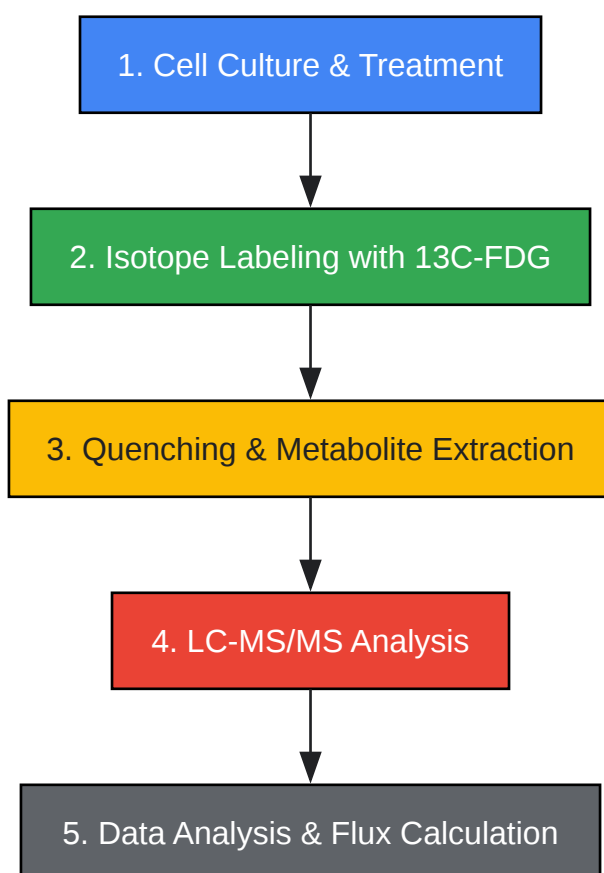 1. Cell Culture & Treatment
2. Isotope Labeling with 13C-FDG
3. Quenching & Metabolite Extraction
4. LC-MS/MS Analysis
5. Data Analysis & Flux Calculation